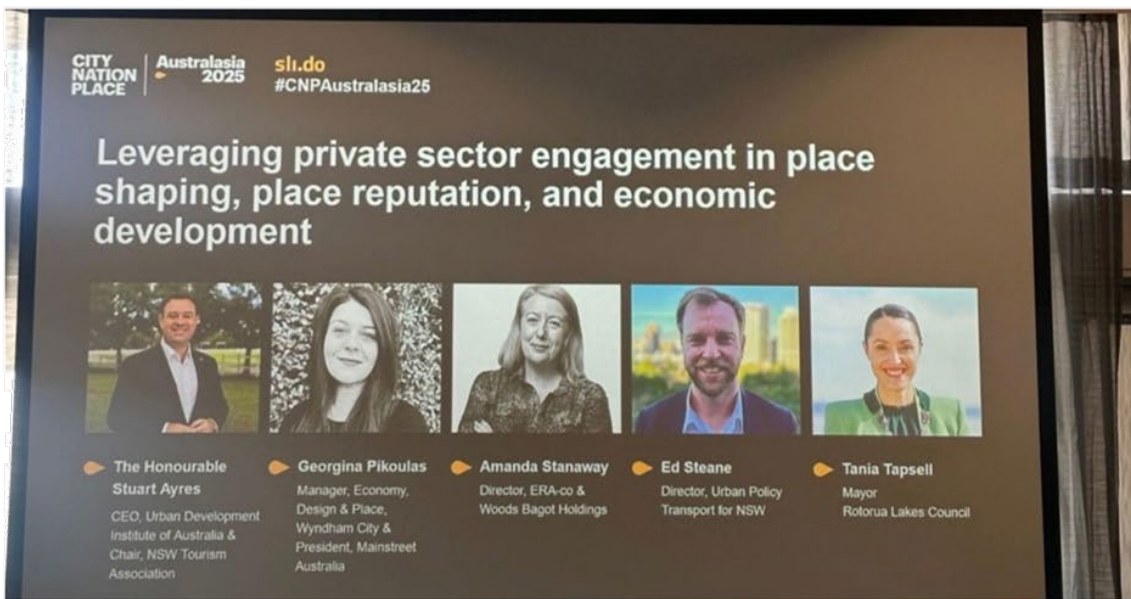 CITY
NATION
PLACE
Australasia
2025
sli.do
#CNPAustralasia25
Leveraging private sector engagement in place
shaping, place reputation, and economic
development
The Honourable
Stuart Ayres
CEO, Urban Development
Institute of Australia &
Chair, NSW Tourism
Association
Georgina Pikoulas
Manager, Economy,
Design & Place,
Wyndham City &
President, Mainstreet
Australia
Amanda Stanaway
Director, ERA-co &
Woods Bagot Holdings
Ed Steane
Director, Urban Policy
Transport for NSW
Tania Tapsell
Mayor
Rotorua Lakes Council